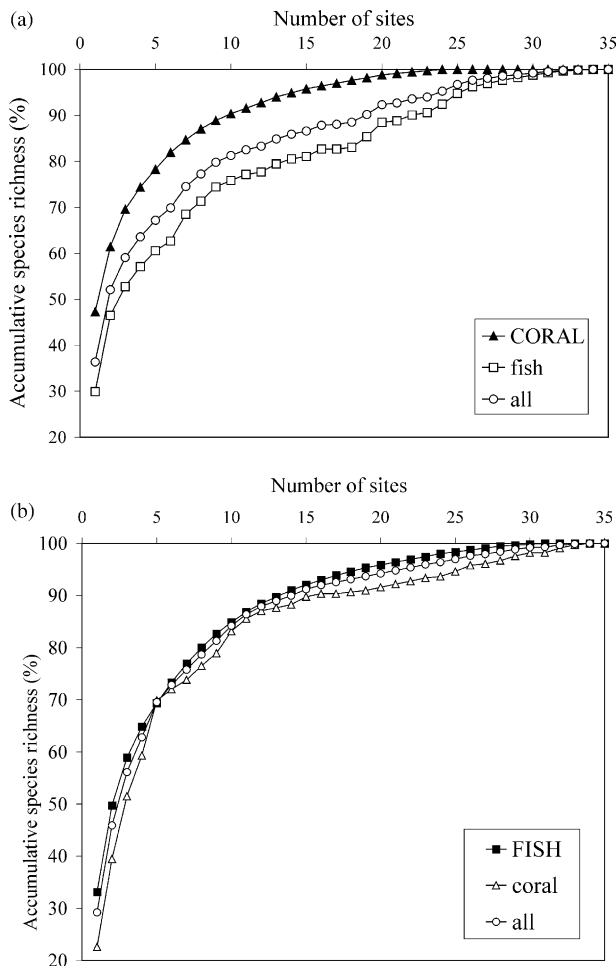 (a)
Number of sites
0 5 10 15 20 25 30 35
100
90
80
70
60
50
40
30
20
Accumulative species richness (%)
CORAL
fish
all
(b)
Number of sites
0 5 10 15 20 25 30 35
100
90
80
70
60
50
40
30
20
Accumulative species richness (%)
FISH
coral
all